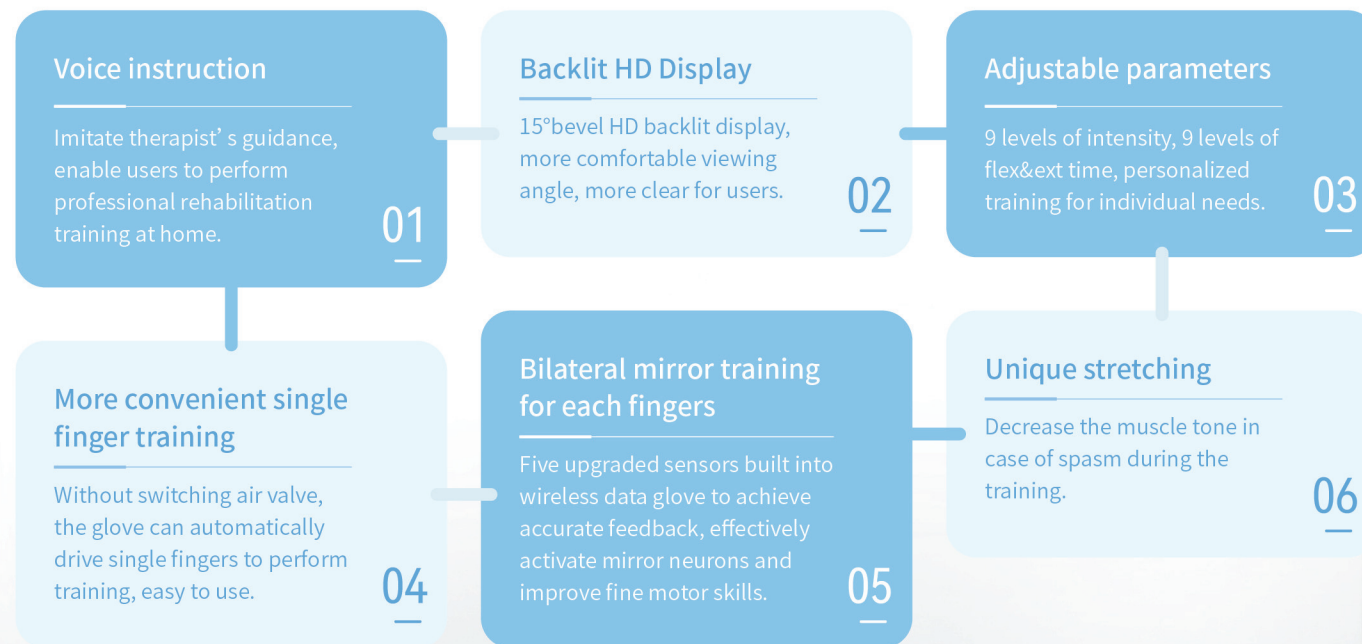 Voice instruction
Imitate therapist’ s guidance,
enable users to perform
professional rehabilitation
training at home.
01
Backlit HD Display
15°bevel HD backlit display,
more comfortable viewing
angle, more clear for users.
02
Adjustable parameters
9 levels of intensity, 9 levels of
flex&ext time, personalized
training for individual needs.
03
More convenient single
finger training
Without switching air valve,
the glove can automatically
drive single fingers to perform
training, easy to use.
04
Bilateral mirror training
for each fingers
Five upgraded sensors built into
wireless data glove to achieve
accurate feedback, effectively
activate mirror neurons and
improve fine motor skills.
05
Unique stretching
Decrease the muscle tone in
case of spasm during the
training.
06